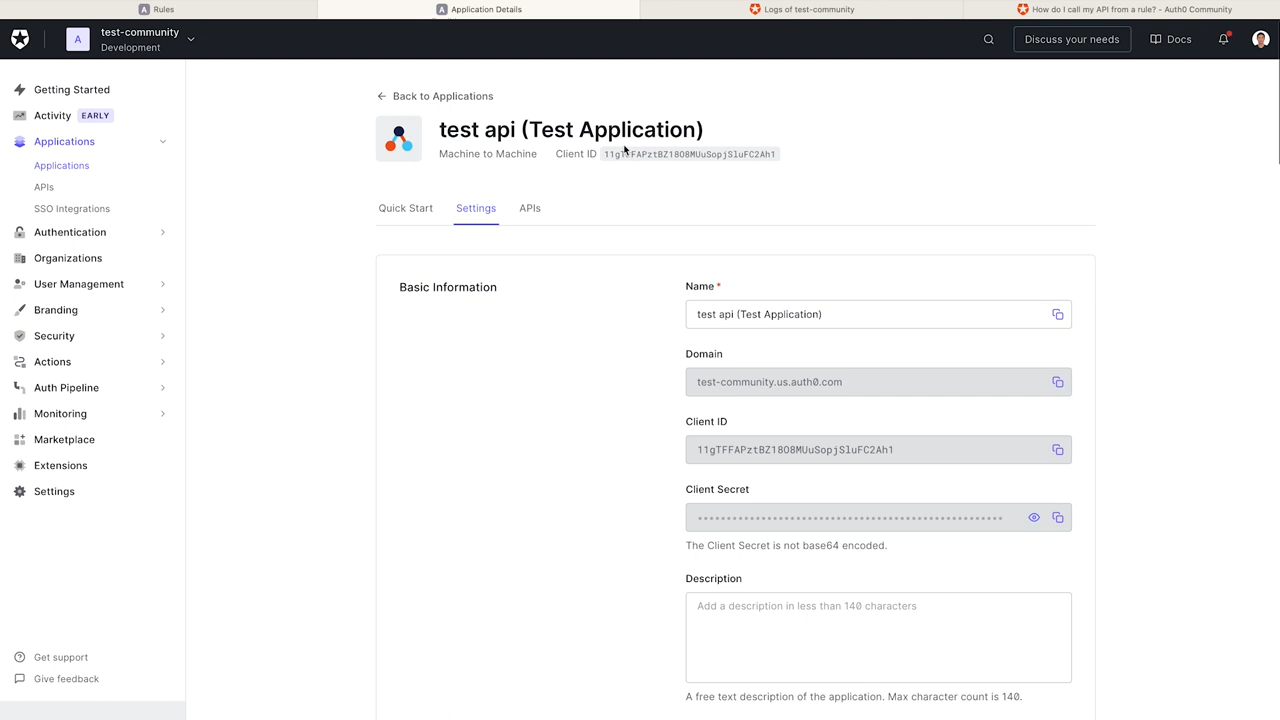 Rules
Application Details
Logs of test-community
How do I call my API from a rule? - Auth0 Community
A
test-community
Development
Discuss your needs
Docs
Getting Started
Activity EARLY
Applications
Applications
APIs
SSO Integrations
Authentication
Organizations
User Management
Branding
Security
Actions
Auth Pipeline
Monitoring
Marketplace
Extensions
Settings
Get support
Give feedback
Back to Applications
test api (Test Application)
Machine to Machine Client ID 11gTFFAPztBZ18O8MUuSopjSluFC2Ah1
Quick Start Settings APIs
Basic Information
Name *
test api (Test Application)
Domain
test-community.us.auth0.com
Client ID
11gTFFAPztBZ18O8MUuSopjSluFC2Ah1
Client Secret
The Client Secret is not base64 encoded.
Description
Add a description in less than 140 characters
A free text description of the application. Max character count is 140.